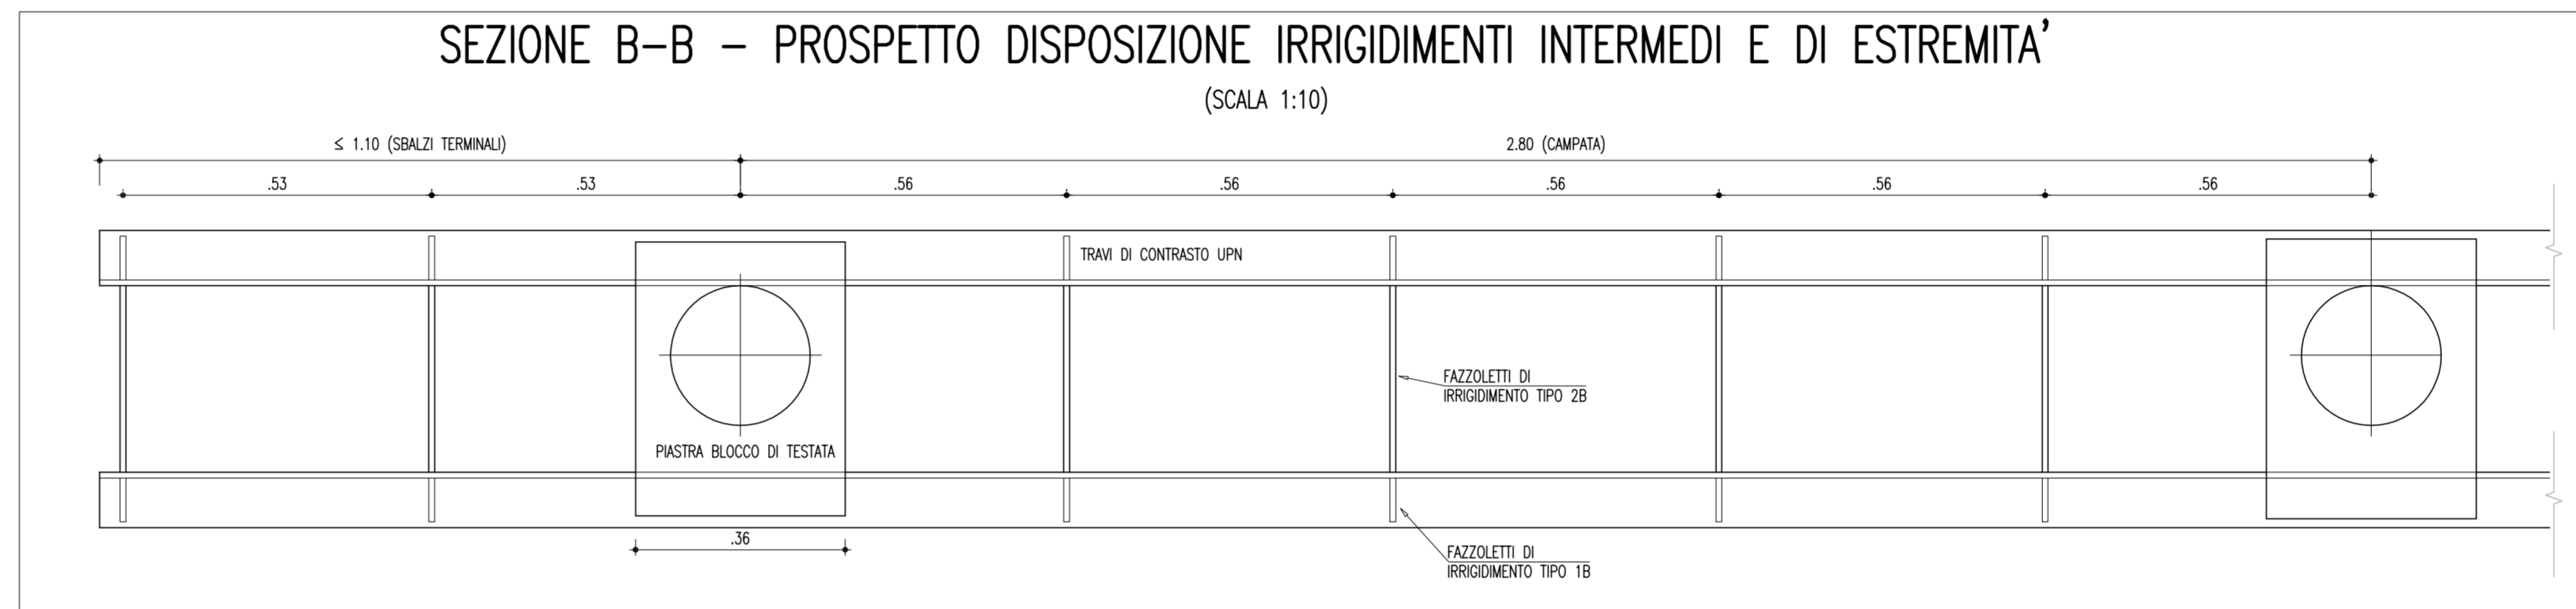 SEZIONE B-B - PROSPETTO DISPOSIZIONE IRRIGIDIMENTI INTERMEDI E DI ESTREMITA'
(SCALA 1:10)
≤ 1.10 (SBALZI TERMINALI)
2.80 (CAMPATA)
.53
.53
.56
.56
.56
.56
.56
TRAVI DI CONTRASTO UPN
FAZZOLETTI DI
IRRIGIDIMENTO TIPO 2B
PIASTRA BLOCCO DI TESTATA
.36
FAZZOLETTI DI
IRRIGIDIMENTO TIPO 1B